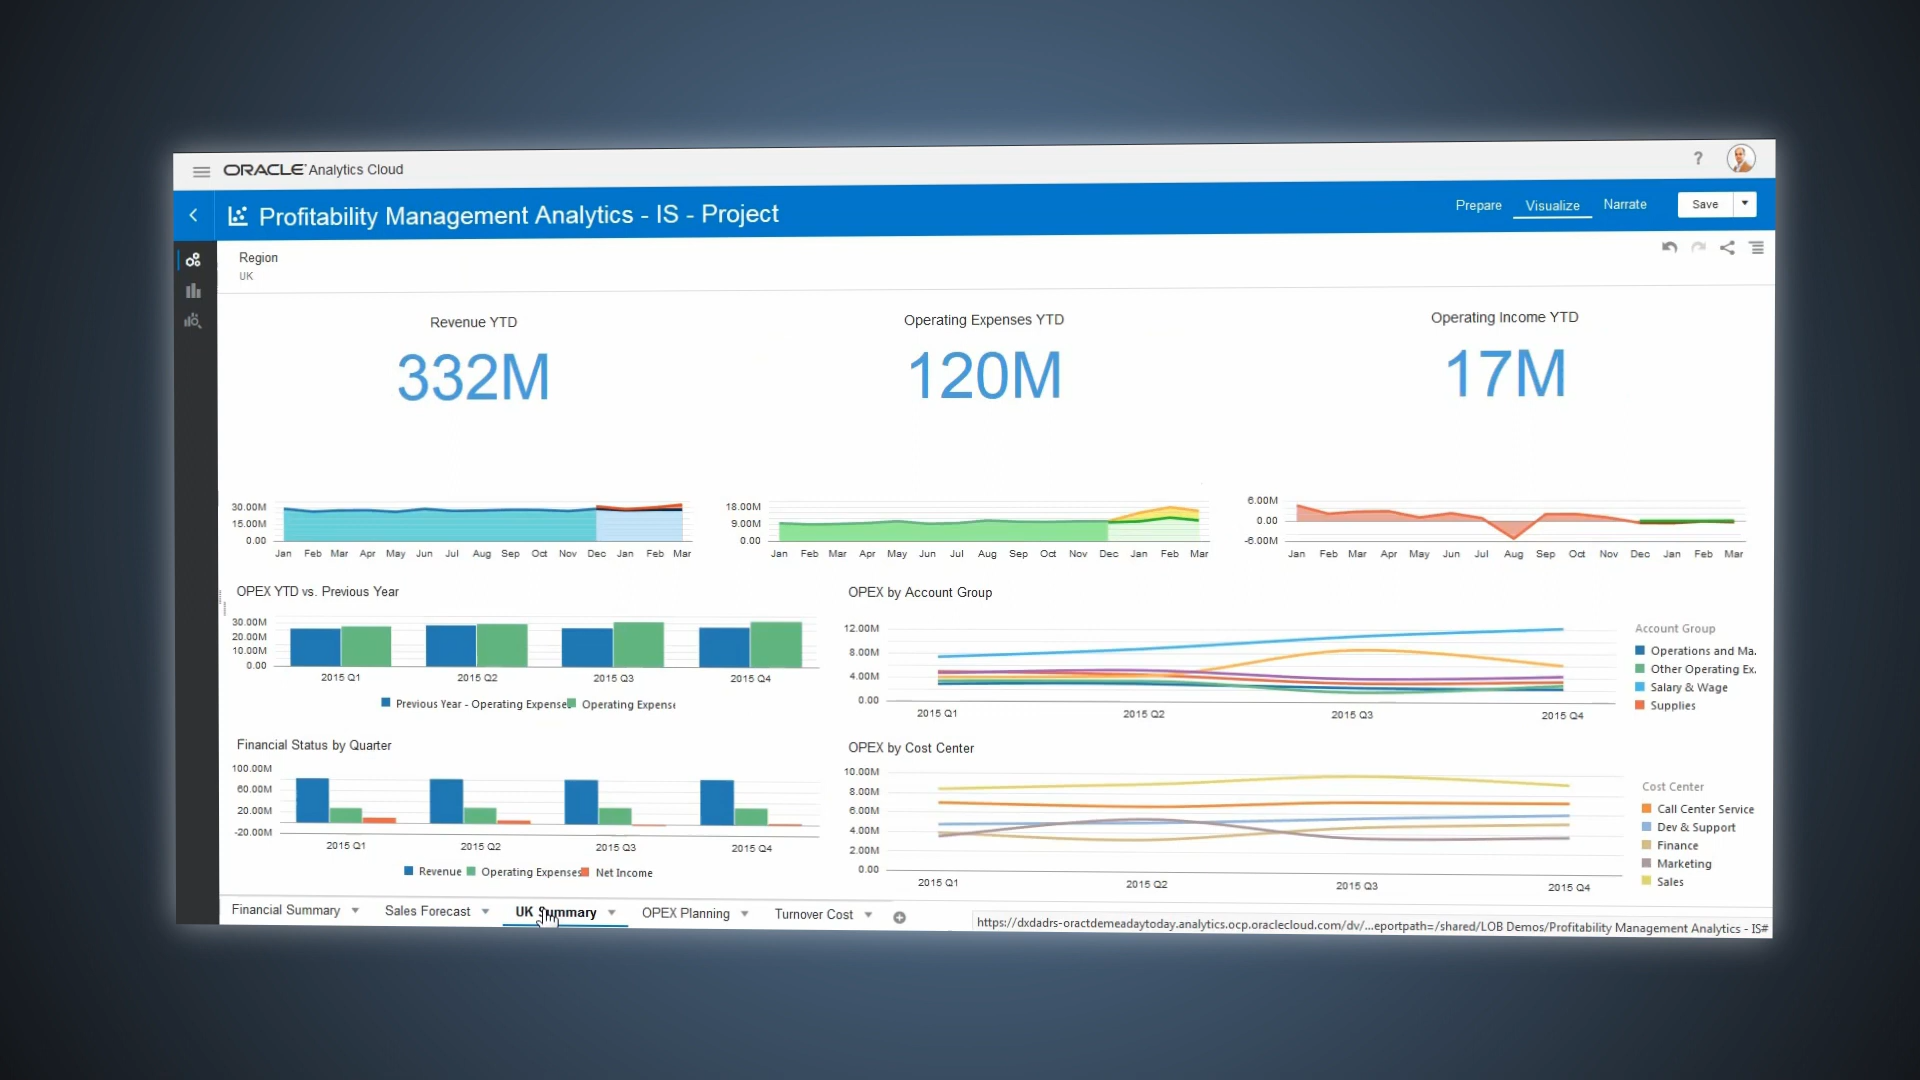 ORACLE Analytics Cloud
?
Profitability Management Analytics - IS - Project
Prepare Visualize Narrate Save
Region
UK
Revenue YTD
332M
Operating Expenses YTD
120M
Operating Income YTD
17M
30.00M
15.00M
0.00
Jan Feb Mar Apr May Jun Jul Aug Sep Oct Nov Dec Jan Feb Mar
18.00M
9.00M
0.00
Jan Feb Mar Apr May Jun Jul Aug Sep Oct Nov Dec Jan Feb Mar
6.00M
0.00
-6.00M
Jan Feb Mar Apr May Jun Jul Aug Sep Oct Nov Dec Jan Feb Mar
OPEX YTD vs. Previous Year
30.00M
20.00M
10.00M
0.00
2015 Q1 2015 Q2 2015 Q3 2015 Q4
Previous Year - Operating Expenses Operating Expense
OPEX by Account Group
12.00M
8.00M
4.00M
0.00
2015 Q1 2015 Q2 2015 Q3 2015 Q4
Account Group
Operations and Ma.
Other Operating Ex.
Salary & Wage
Supplies
Financial Status by Quarter
100.00M
60.00M
20.00M
-20.00M
2015 Q1 2015 Q2 2015 Q3 2015 Q4
Revenue Operating Expenses Net Income
OPEX by Cost Center
10.00M
8.00M
6.00M
4.00M
2.00M
0.00
2015 Q1 2015 Q2 2015 Q3 2015 Q4
Cost Center
Call Center Service
Dev & Support
Finance
Marketing
Sales
Financial Summary Sales Forecast UK Summary OPEX Planning Turnover Cost
https://dxdadrs-oractdemeadaytoday.analytics.ocp.oraclecloud.com/dv/...eportpath=/shared/LOB Demos/Profitability Management Analytics - IS#